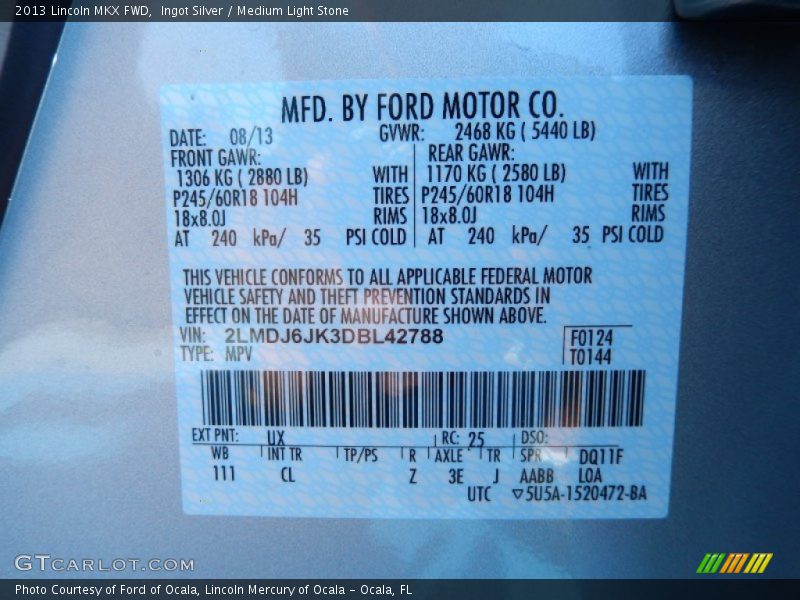 2013 Lincoln MKX FWD, Ingot Silver / Medium Light Stone
MFD. BY FORD MOTOR CO.
DATE: 08/13 GVWR: 2468 KG ( 5440 LB)
FRONT GAWR: REAR GAWR:
1306 KG ( 2880 LB) WITH 1170 KG ( 2580 LB) WITH
P245/60R18 104H TIRES P245/60R18 104H TIRES
18x8.0J RIMS 18x8.0J RIMS
AT 240 kPa/ 35 PSI COLD AT 240 kPa/ 35 PSI COLD
THIS VEHICLE CONFORMS TO ALL APPLICABLE FEDERAL MOTOR
VEHICLE SAFETY AND THEFT PREVENTION STANDARDS IN
EFFECT ON THE DATE OF MANUFACTURE SHOWN ABOVE.
VIN: 2LMDJ6JK3DBL42788 F0124
TYPE: MPV T0144
EXT PNT: UX RC: 25 DSO:
WB INT TR TP/PS R AXLE TR SPR DQ11F
111 CL Z 3E J AABB LOA
UTC ▽5U5A-1520472-BA
GTCARLOT.COM
Photo Courtesy of Ford of Ocala, Lincoln Mercury of Ocala - Ocala, FL